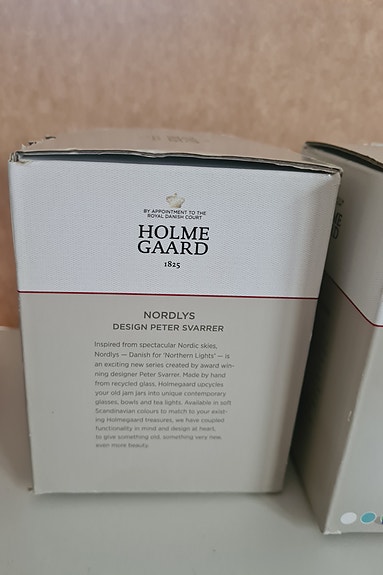 BY APPOINTMENT TO THE
ROYAL DANISH COURT
HOLME
GAARD
1825
NORDLYS
DESIGN PETER SVARRER
Inspired from spectacular Nordic skies,
Nordlys — Danish for 'Northern Lights' — is
an exciting new series created by award win-
ning designer Peter Svarrer. Made by hand
from recycled glass. Holmegaard upcycles
your old jam jars into unique contemporary
glasses, bowls and tea lights. Available in soft
Scandinavian colours to match to your exist-
ing Holmegaard treasures, we have coupled
functionality in mind and design at heart,
to give something old, something very new,
even more beauty.